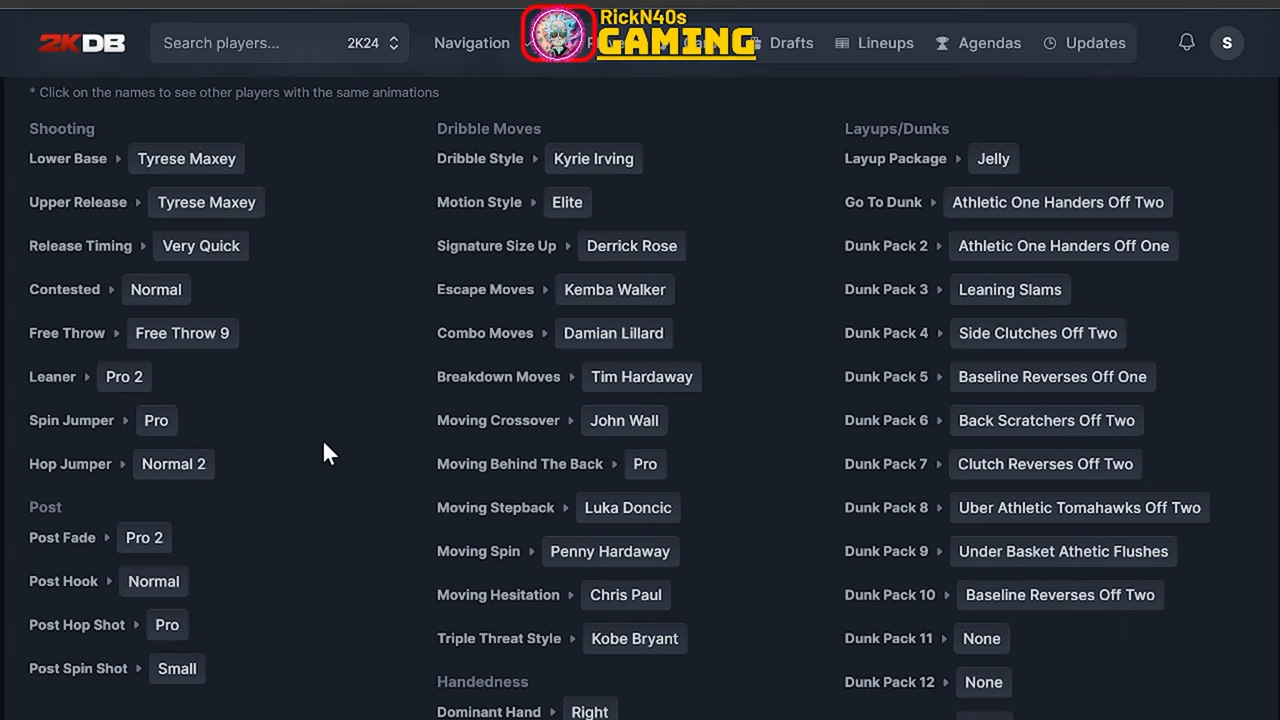 2KDB
Search players...
2K24
Navigation
RickN40s
GAMING
Drafts
Lineups
Agendas
Updates
S
* Click on the names to see other players with the same animations
Shooting
Lower Base Tyrese Maxey
Upper Release Tyrese Maxey
Release Timing Very Quick
Contested Normal
Free Throw Free Throw 9
Leaner Pro 2
Spin Jumper Pro
Hop Jumper Normal 2
Post
Post Fade Pro 2
Post Hook Normal
Post Hop Shot Pro
Post Spin Shot Small
Dribble Moves
Dribble Style Kyrie Irving
Motion Style Elite
Signature Size Up Derrick Rose
Escape Moves Kemba Walker
Combo Moves Damian Lillard
Breakdown Moves Tim Hardaway
Moving Crossover John Wall
Moving Behind The Back Pro
Moving Stepback Luka Doncic
Moving Spin Penny Hardaway
Moving Hesitation Chris Paul
Triple Threat Style Kobe Bryant
Handedness
Dominant Hand Right
Layups/Dunks
Layup Package Jelly
Go To Dunk Athletic One Handers Off Two
Dunk Pack 2 Athletic One Handers Off One
Dunk Pack 3 Leaning Slams
Dunk Pack 4 Side Clutches Off Two
Dunk Pack 5 Baseline Reverses Off One
Dunk Pack 6 Back Scratchers Off Two
Dunk Pack 7 Clutch Reverses Off Two
Dunk Pack 8 Uber Athletic Tomahawks Off Two
Dunk Pack 9 Under Basket Athetic Flushes
Dunk Pack 10 Baseline Reverses Off Two
Dunk Pack 11 None
Dunk Pack 12 None